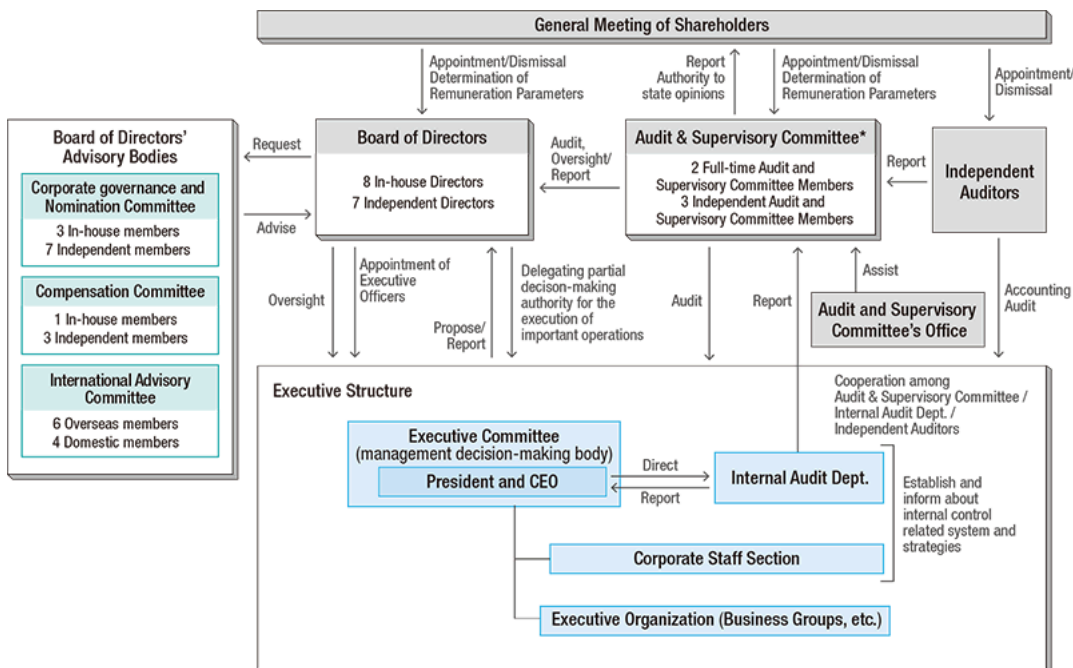 General Meeting of Shareholders
Appointment/Dismissal
Determination of
Remuneration Parameters
Report
Authority to
state opinions
Appointment/Dismissal
Determination of
Remuneration Parameters
Appointment/
Dismissal
Board of Directors'
Advisory Bodies
Corporate governance and
Nomination Committee
3 In-house members
7 Independent members
Compensation Committee
1 In-house members
3 Independent members
International Advisory
Committee
6 Overseas members
4 Domestic members
Request
Advise
Board of Directors
8 In-house Directors
7 Independent Directors
Audit,
Oversight/
Report
Audit & Supervisory Committee*
2 Full-time Audit and
Supervisory Committee Members
3 Independent Audit and
Supervisory Committee Members
Report
Independent
Auditors
Oversight
Appointment of
Executive
Officers
Propose/
Report
Delegating partial
decision-making
authority for the
execution of
important operations
Audit
Report
Assist
Audit and Supervisory
Committee's Office
Accounting
Audit
Executive Structure
Cooperation among
Audit & Supervisory Committee /
Internal Audit Dept. /
Independent Auditors
Executive Committee
(management decision-making body)
President and CEO
Direct
Report
Internal Audit Dept.
Establish and
inform about
internal control
related system and
strategies
Corporate Staff Section
Executive Organization (Business Groups, etc.)